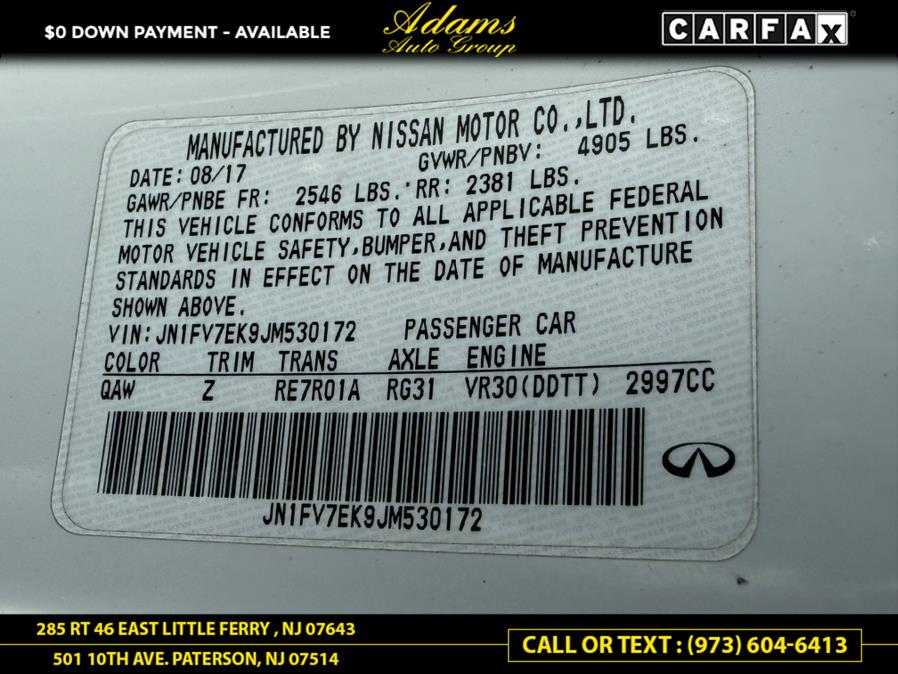 $0 DOWN PAYMENT - AVAILABLE
Adams
Auto Group
CARFAX
MANUFACTURED BY NISSAN MOTOR CO.,LTD.
DATE: 08/17 GVWR/PNBV: 4905 LBS.
GAWR/PNBE FR: 2546 LBS. RR: 2381 LBS.
THIS VEHICLE CONFORMS TO ALL APPLICABLE FEDERAL
MOTOR VEHICLE SAFETY,BUMPER,AND THEFT PREVENTION
STANDARDS IN EFFECT ON THE DATE OF MANUFACTURE
SHOWN ABOVE.
VIN:JN1FV7EK9JM530172 PASSENGER CAR
COLOR TRIM TRANS AXLE ENGINE
QAW Z RE7R01A RG31 VR30(DDTT) 2997CC
JN1FV7EK9JM530172
285 RT 46 EAST LITTLE FERRY , NJ 07643
501 10TH AVE. PATERSON, NJ 07514
CALL OR TEXT : (973) 604-6413